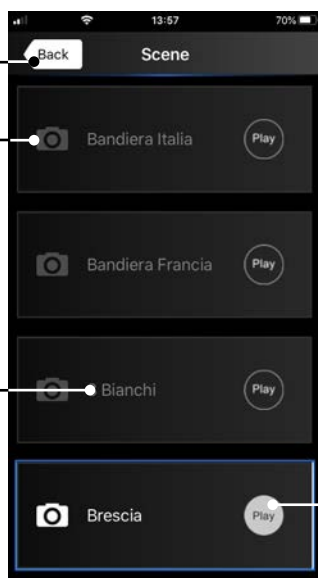 13:57
70%
Back
Scene
Bandiera Italia
Play
Bandiera Francia
Play
Bianchi
Play
Brescia
Play